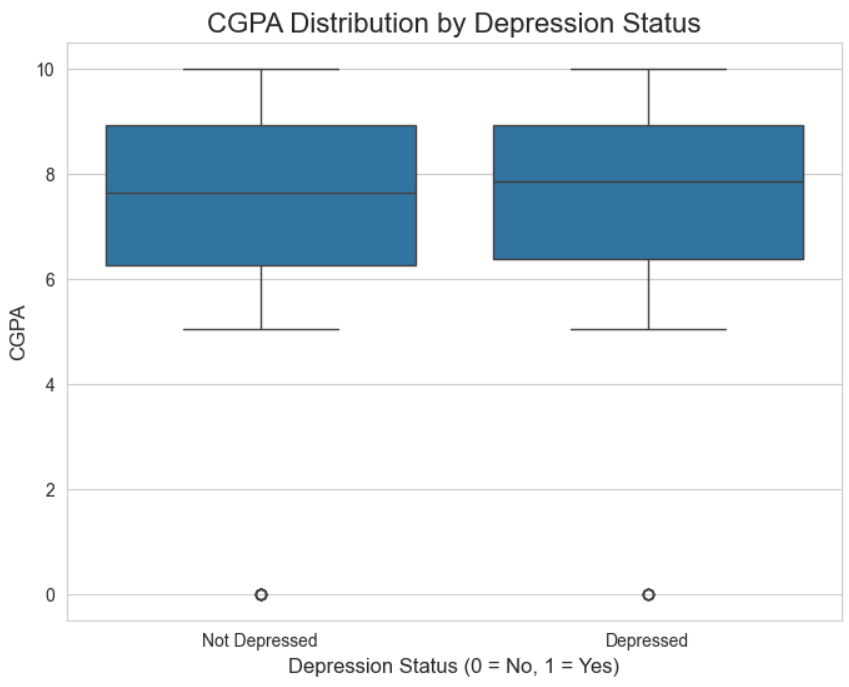 CGPA Distribution by Depression Status
10
8
6
4
2
0
CGPA
Not Depressed
Depressed
Depression Status (0 = No, 1 = Yes)